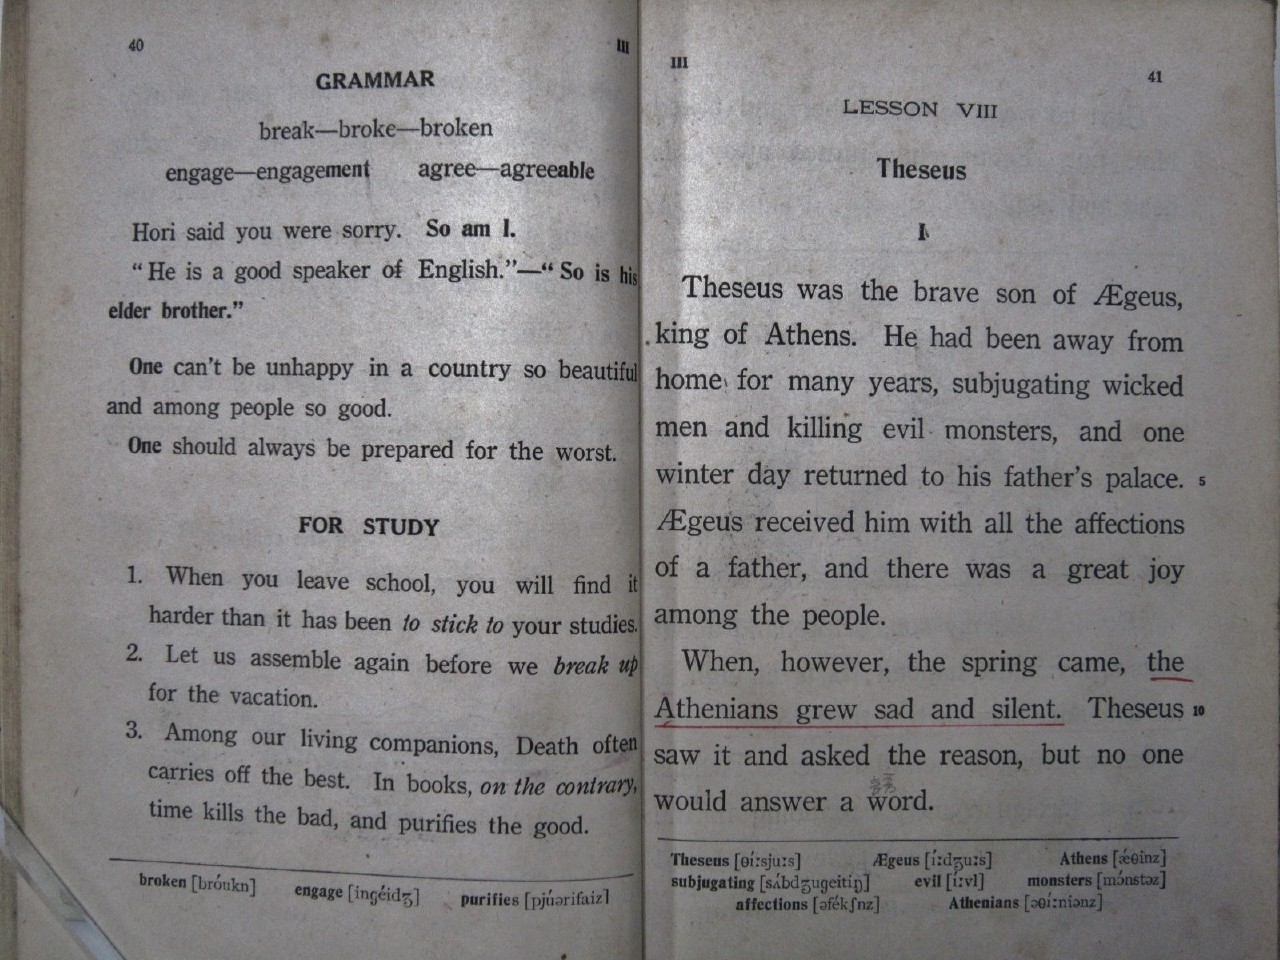 40
III
GRAMMAR
break—broke—broken
engage—engagement agree—agreeable
Hori said you were sorry. So am I.
“He is a good speaker of English.”—“So is his
elder brother.”
One can’t be unhappy in a country so beautiful
and among people so good.
One should always be prepared for the worst.
FOR STUDY
1. When you leave school, you will find it
harder than it has been to stick to your studies.
2. Let us assemble again before we break up
for the vacation.
3. Among our living companions, Death often
carries off the best. In books, on the contrary,
time kills the bad, and purifies the good.
broken [bróukn] engage [ingéidʒ] purifies [pjúərifaiz]
III
41
LESSON VIII
Theseus
I
Theseus was the brave son of Ægeus,
king of Athens. He had been away from
home for many years, subjugating wicked
men and killing evil monsters, and one
winter day returned to his father’s palace. 5
Ægeus received him with all the affections
of a father, and there was a great joy
among the people.
When, however, the spring came, the
Athenians grew sad and silent. Theseus 10
saw it and asked the reason, but no one
would answer a word.
Theseus [θí:sju:s] Ægeus [í:dʒu:s] Athens [ǽθinz]
subjugating [sʌ́bdʒugeitiŋ] evil [í:vl] monsters [mɔ́nstəz]
affections [əfékʃnz] Athenians [əθí:niənz]